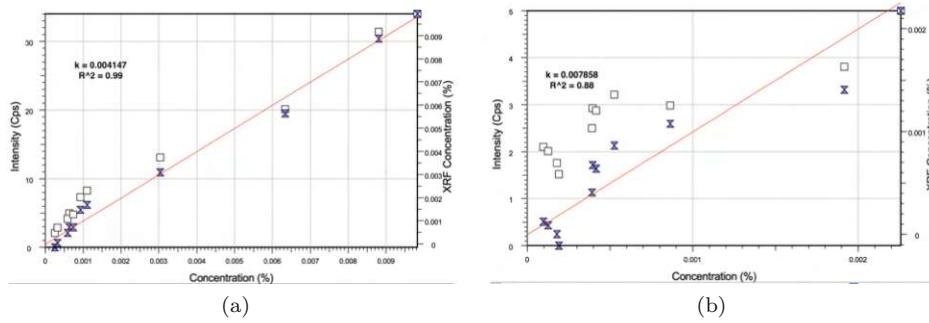 30
20
10
0
Intensity (Cps)
k = 0.004147
R^2 = 0.99
0.009
0.008
0.007
0.006
0.005
0.004
0.003
0.002
0.001
0
XRF Concentration (%)
0 0.001 0.002 0.003 0.004 0.005 0.006 0.007 0.008 0.009
Concentration (%)
(a)
5
4
3
2
1
0
Intensity (Cps)
k = 0.007858
R^2 = 0.88
0.002
0.001
0
XRF Concentration (%)
0 0.001 0.002
Concentration (%)
(b)